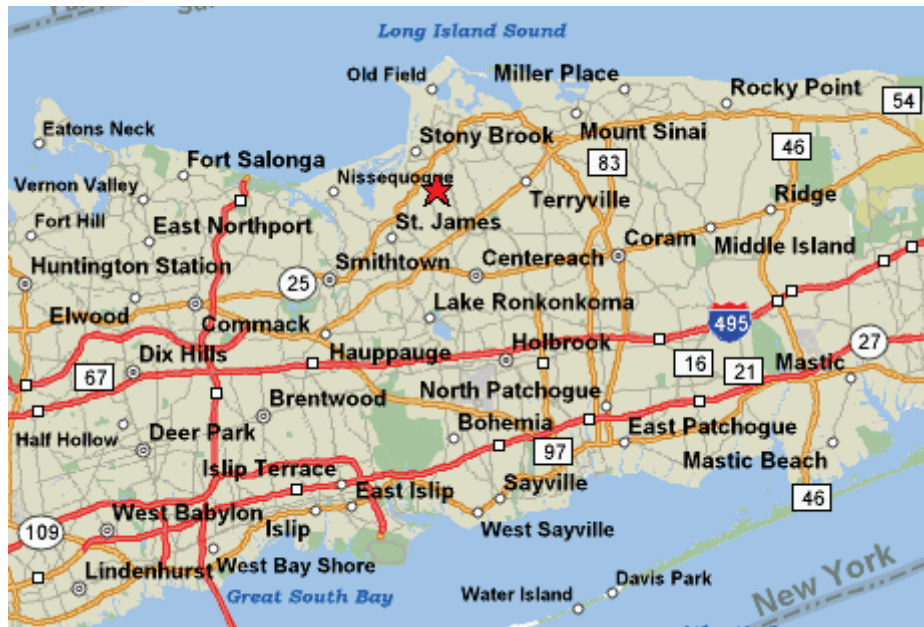 Long Island Sound
Old Field
Miller Place
Rocky Point
54
Eatons Neck
Stony Brook
Mount Sinai
46
Fort Salonga
83
Nissequogue
Vernon Valley
Terryville
Ridge
Fort Hill
East Northport
St. James
Coram
Middle Island
Huntington Station
Smithtown
Centereach
25
Elwood
Lake Ronkonkoma
Commack
495
27
Dix Hills
Hauppauge
Holbrook
16
Mastic
67
21
North Patchogue
Brentwood
Bohemia
East Patchogue
Half Hollow
Deer Park
97
Mastic Beach
Islip Terrace
East Islip
Sayville
46
West Babylon
Islip
West Sayville
109
West Bay Shore
Lindenhurst
Davis Park
New York
Great South Bay
Water Island